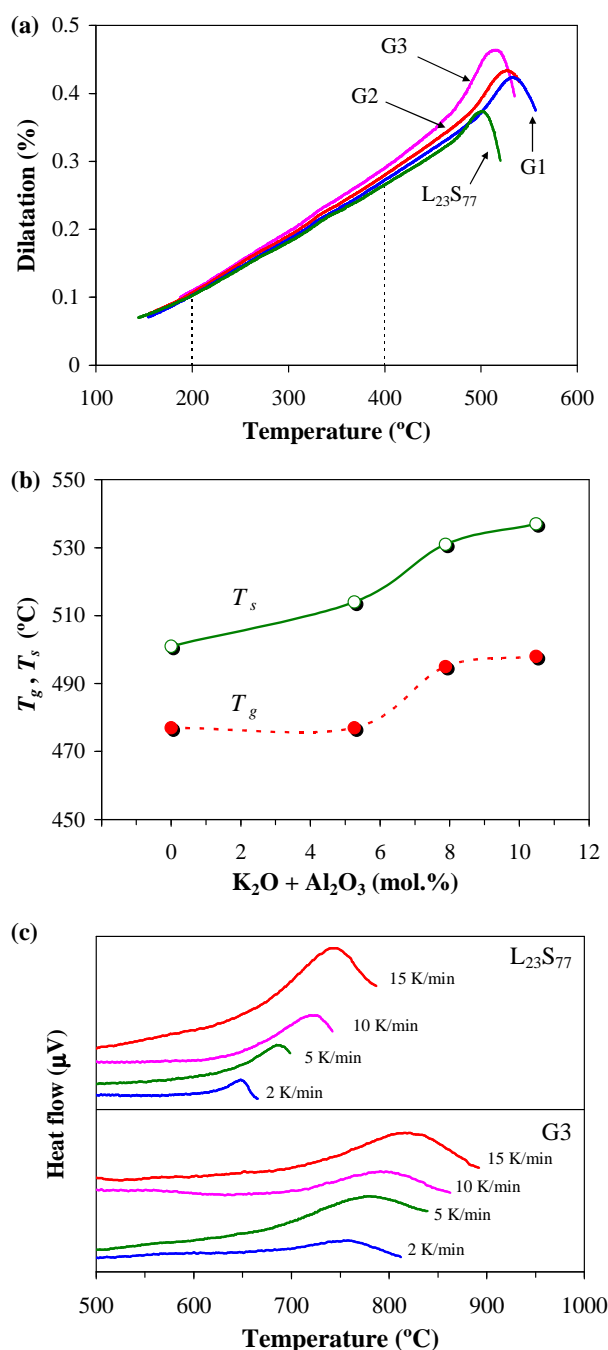 (a)
Dilatation (%)
0.5
0.4
0.3
0.2
0.1
0
G3
G2
G1
L23S77
100 200 300 400 500 600
Temperature (ºC)
(b)
Tg , Ts (ºC)
550
530
510
490
470
450
Ts
Tg
0 2 4 6 8 10 12
K2O + Al2O3 (mol.%)
(c)
Heat flow (µV)
L23S77
15 K/min
10 K/min
5 K/min
2 K/min
G3
15 K/min
10 K/min
5 K/min
2 K/min
500 600 700 800 900 1000
Temperature (ºC)